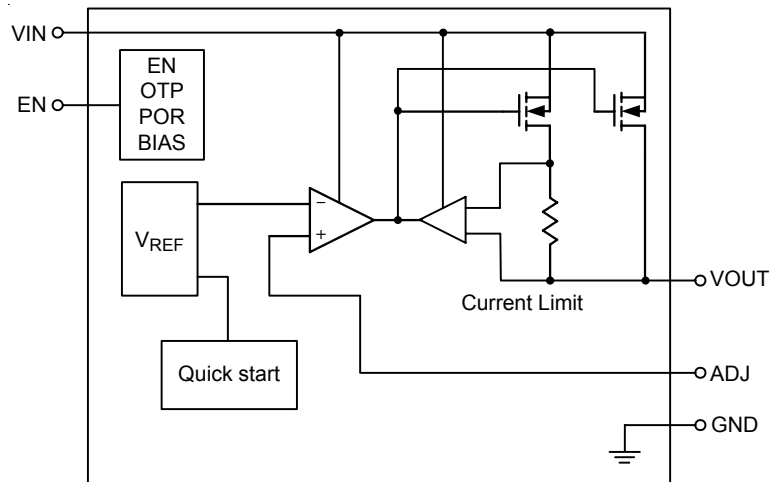 VIN
EN
EN
OTP
POR
BIAS
VREF
−
+
Current Limit
VOUT
Quick start
ADJ
GND